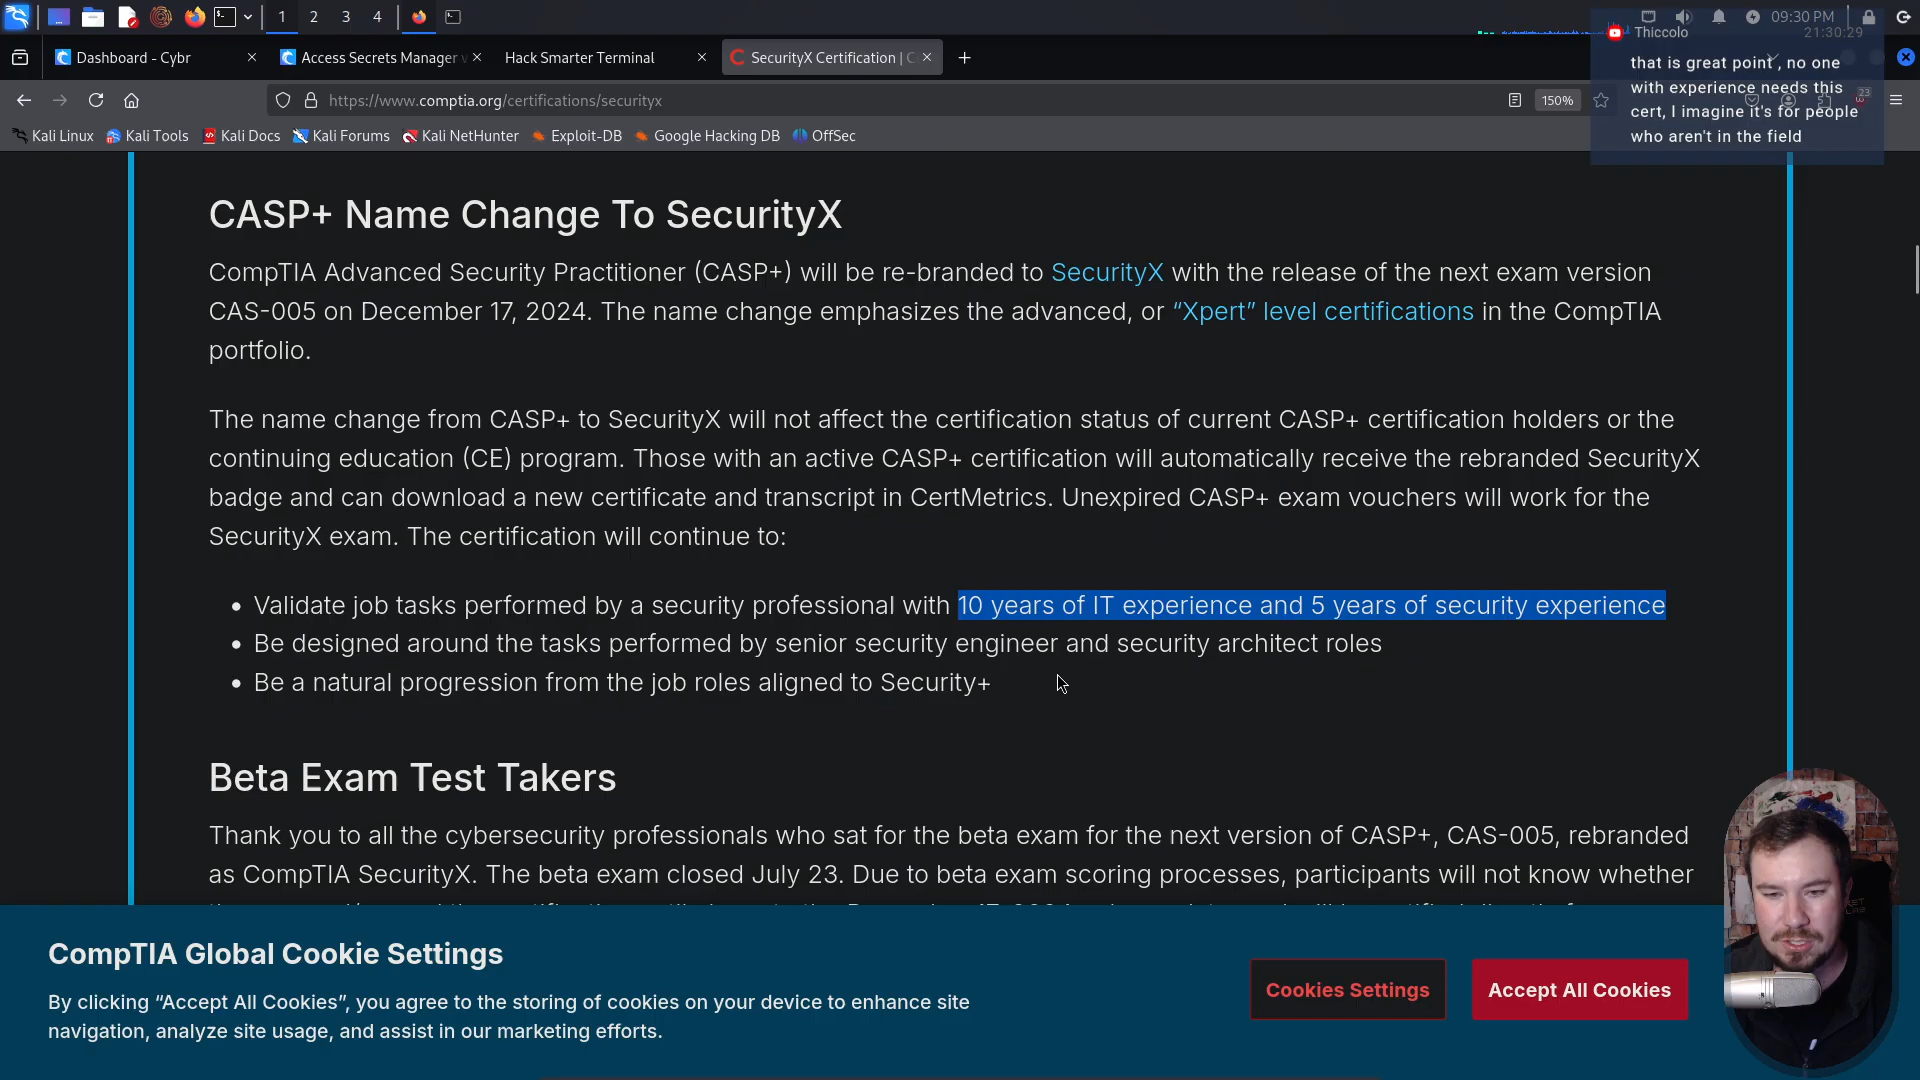 1 2 3 4
09:30 PM
Thiccolo 21:30:29
that is great point , no one
with experience needs this
cert, I imagine it's for people
who aren't in the field
Dashboard - Cybr
Access Secrets Manager
Hack Smarter Terminal
SecurityX Certification | C
https://www.comptia.org/certifications/securityx
150%
23
Kali Linux
Kali Tools
Kali Docs
Kali Forums
Kali NetHunter
Exploit-DB
Google Hacking DB
OffSec
CASP+ Name Change To SecurityX
CompTIA Advanced Security Practitioner (CASP+) will be re-branded to SecurityX with the release of the next exam version
CAS-005 on December 17, 2024. The name change emphasizes the advanced, or “Xpert” level certifications in the CompTIA
portfolio.
The name change from CASP+ to SecurityX will not affect the certification status of current CASP+ certification holders or the
continuing education (CE) program. Those with an active CASP+ certification will automatically receive the rebranded SecurityX
badge and can download a new certificate and transcript in CertMetrics. Unexpired CASP+ exam vouchers will work for the
SecurityX exam. The certification will continue to:
• Validate job tasks performed by a security professional with 10 years of IT experience and 5 years of security experience
• Be designed around the tasks performed by senior security engineer and security architect roles
• Be a natural progression from the job roles aligned to Security+
Beta Exam Test Takers
Thank you to all the cybersecurity professionals who sat for the beta exam for the next version of CASP+, CAS-005, rebranded
as CompTIA SecurityX. The beta exam closed July 23. Due to beta exam scoring processes, participants will not know whether
CompTIA Global Cookie Settings
By clicking “Accept All Cookies”, you agree to the storing of cookies on your device to enhance site
navigation, analyze site usage, and assist in our marketing efforts.
Cookies Settings
Accept All Cookies